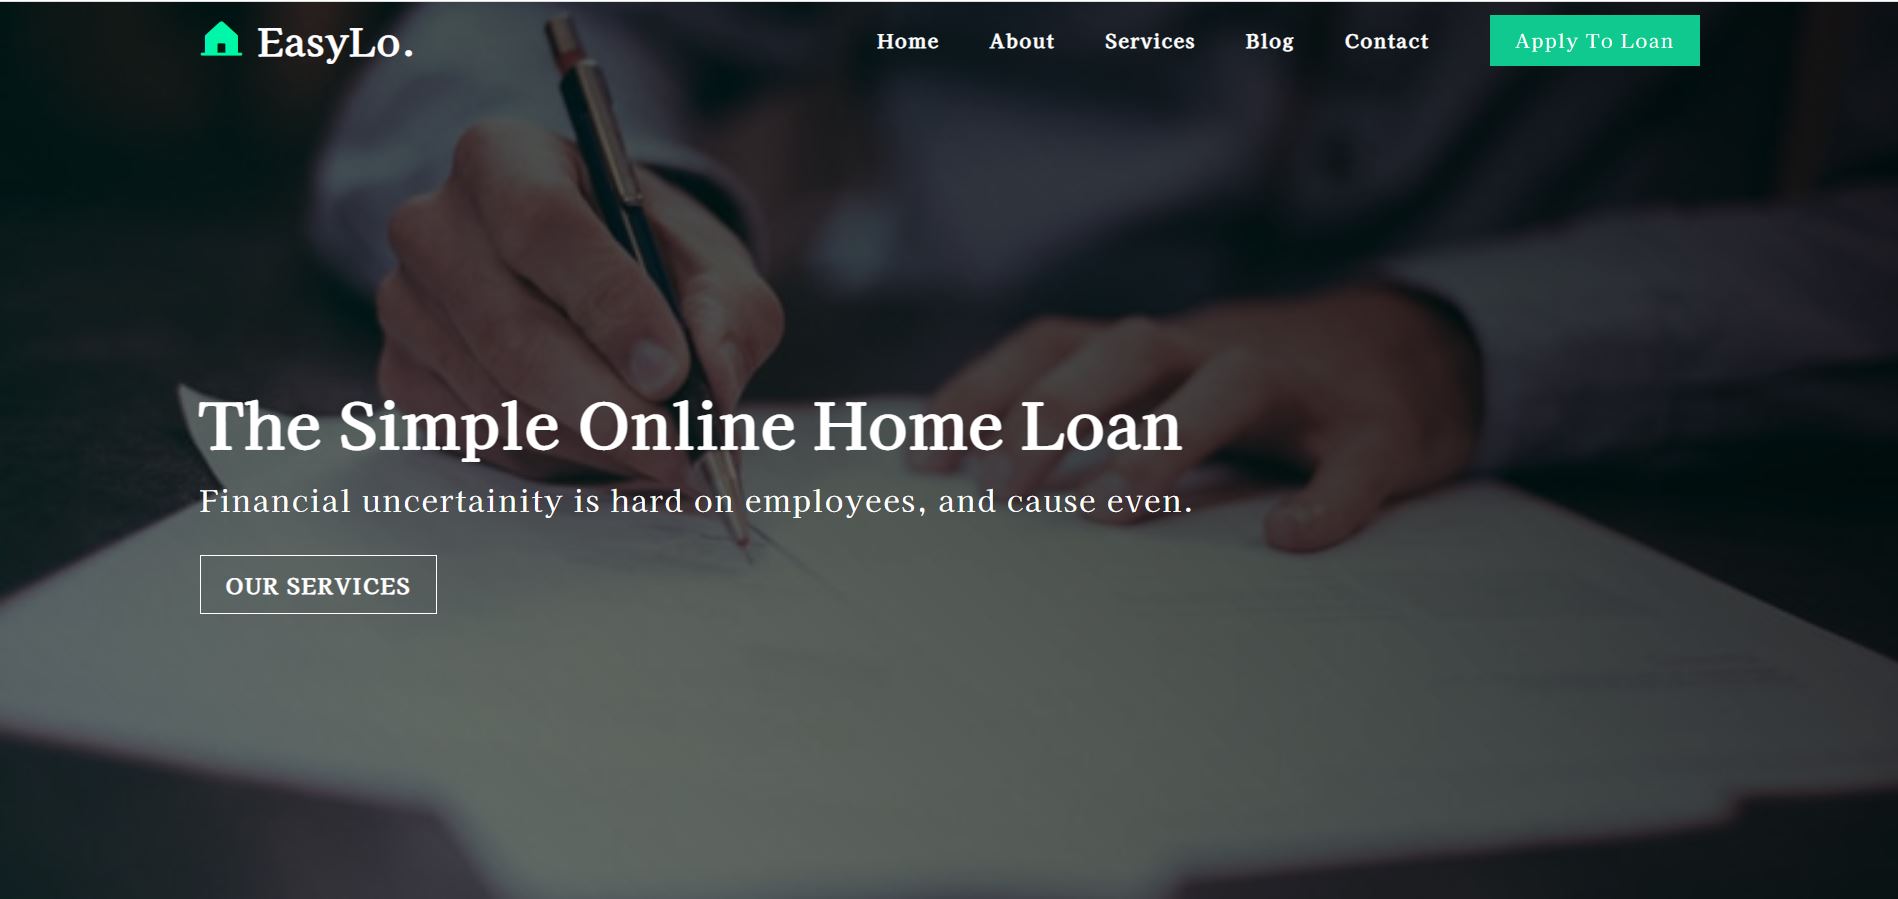 EasyLo.
Home About Services Blog Contact Apply To Loan
The Simple Online Home Loan
Financial uncertainity is hard on employees, and cause even.
OUR SERVICES